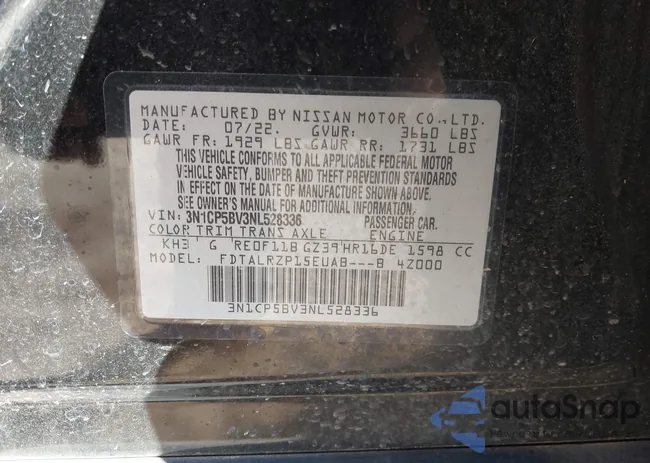 MANUFACTURED BY NISSAN MOTOR CO.,LTD.
DATE: 07/22. GVWR: 3660 LBS
GAWR FR: 1929 LBS GAWR RR: 1731 LBS
THIS VEHICLE CONFORMS TO ALL APPLICABLE FEDERAL MOTOR
VEHICLE SAFETY, BUMPER AND THEFT PREVENTION STANDARDS
IN EFFECT ON THE DATE OF MANUFACTURE SHOWN ABOVE.
SEE OWNER'S MANUAL FOR ADDITIONAL INFORMATION
VIN: 3N1CP5BV3NL528336 PASSENGER CAR.
COLOR TRIM TRANS AXLE ENGINE
KH3 G RE0F11B GZ39 HR16DE 1598 CC
MODEL: FDTALRZP15EUAB---B 4Z000
3N1CP5BV3NL528336
autoSnap